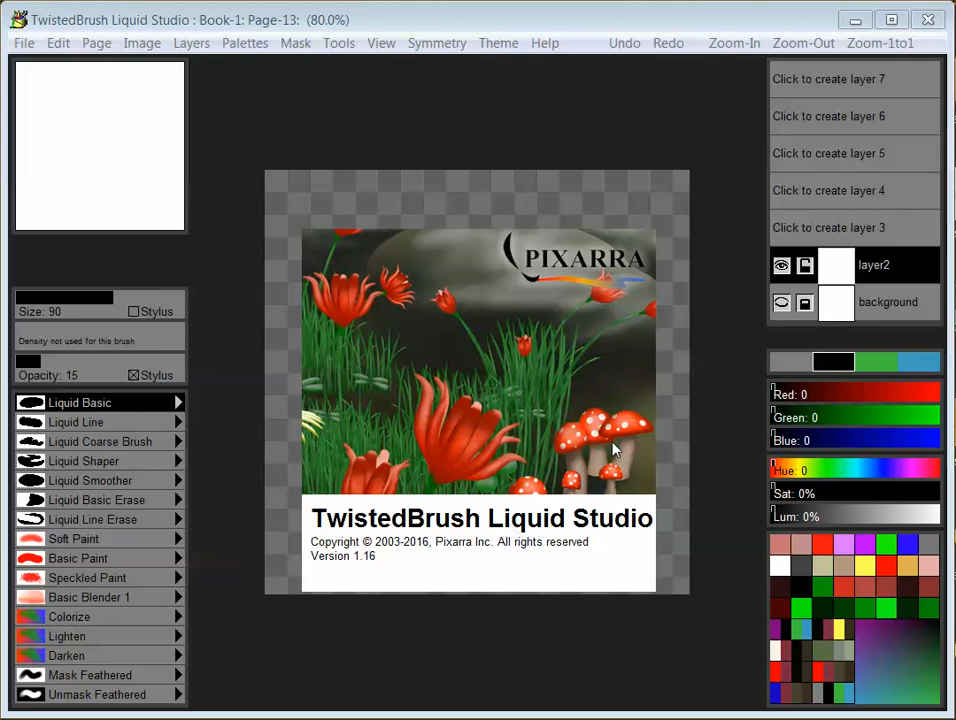 TwistedBrush Liquid Studio : Book-1: Page-13: (80.0%)
File Edit Page Image Layers Palettes Mask Tools View Symmetry Theme Help Undo Redo Zoom-In Zoom-Out Zoom-1to1
Size: 90 Stylus
Density not used for this brush
Opacity: 15 Stylus
Liquid Basic
Liquid Line
Liquid Coarse Brush
Liquid Shaper
Liquid Smoother
Liquid Basic Erase
Liquid Line Erase
Soft Paint
Basic Paint
Speckled Paint
Basic Blender 1
Colorize
Lighten
Darken
Mask Feathered
Unmask Feathered
PIXARRA
TwistedBrush Liquid Studio
Copyright © 2003-2016, Pixarra Inc. All rights reserved
Version 1.16
Click to create layer 7
Click to create layer 6
Click to create layer 5
Click to create layer 4
Click to create layer 3
layer2
background
Red: 0
Green: 0
Blue: 0
Hue: 0
Sat: 0%
Lum: 0%